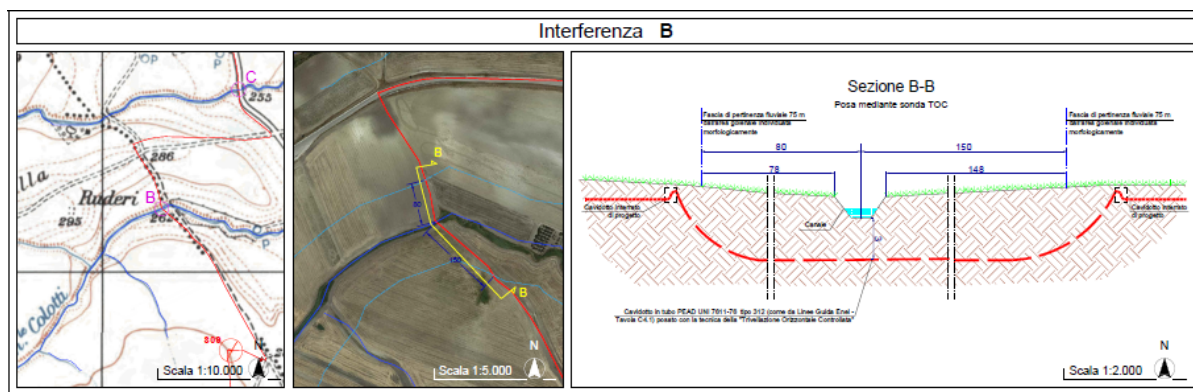 Interferenza B
OP
C
255
286
Ruderi
B
262
295
OP
Colotti
S09
N
Scala 1:10.000
B
80
150
B
N
Scala 1:5.000
Sezione B-B
Posa mediante sonda TOC
Fascia di pertinenza fluviale 75 m
dall'area golenale individuata
morfologicamente
Fascia di pertinenza fluviale 75 m
dall'area golenale individuata
morfologicamente
80
150
78
148
Cavidotto interrato
di progetto
Canale
3
Cavidotto interrato
di progetto
Cavidotto in tubo PEAD UNI 7611-76 tipo 312 (come da Linee Guida Enel -
Tavola C4.1) posato con la tecnica della "Trivellazione Orizzontale Controllata"
N
Scala 1:2.000